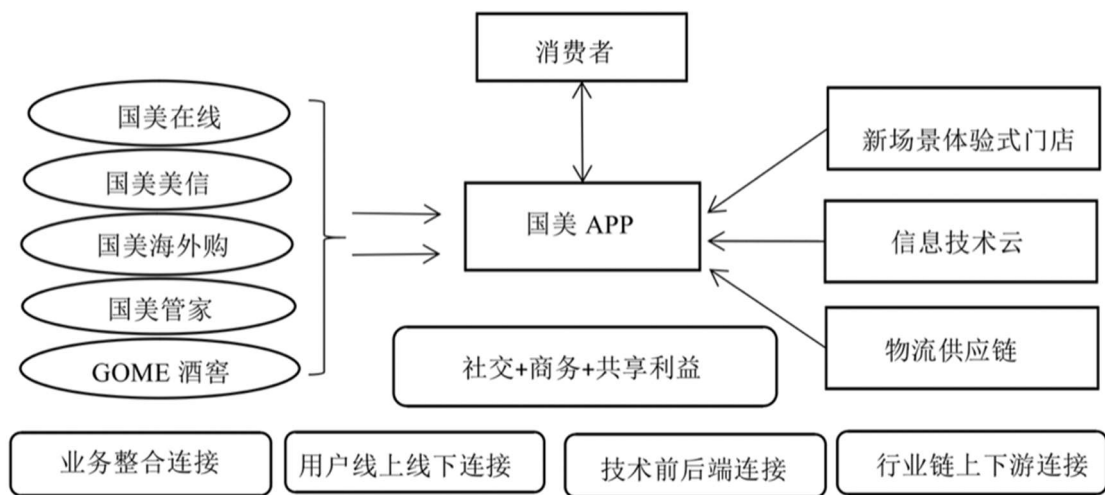 消费者
国美在线
国美美信
国美海外购
国美管家
GOME 酒窖
国美 APP
新场景体验式门店
信息技术云
物流供应链
社交+商务+共享利益
业务整合连接
用户线上线下连接
技术前后端连接
行业链上下游连接